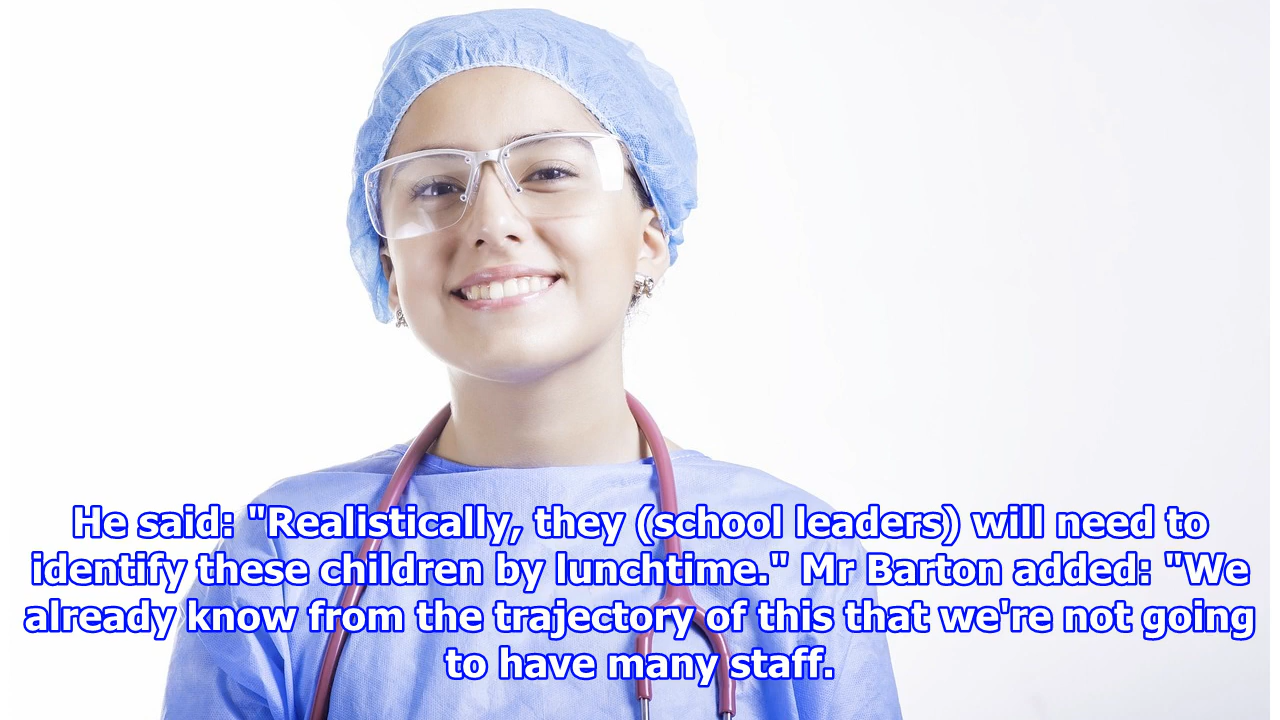 He said: "Realistically, they (school leaders) will need to
identify these children by lunchtime." Mr Barton added: "We
already know from the trajectory of this that we're not going
to have many staff.